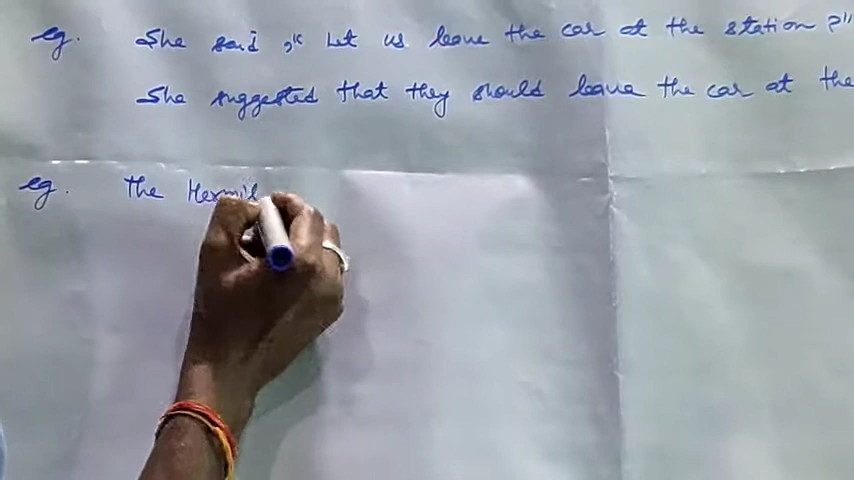 eg. She said ," Let us leave the car at the station ?"
She suggested that they should leave the car at the
eg. The Hermi